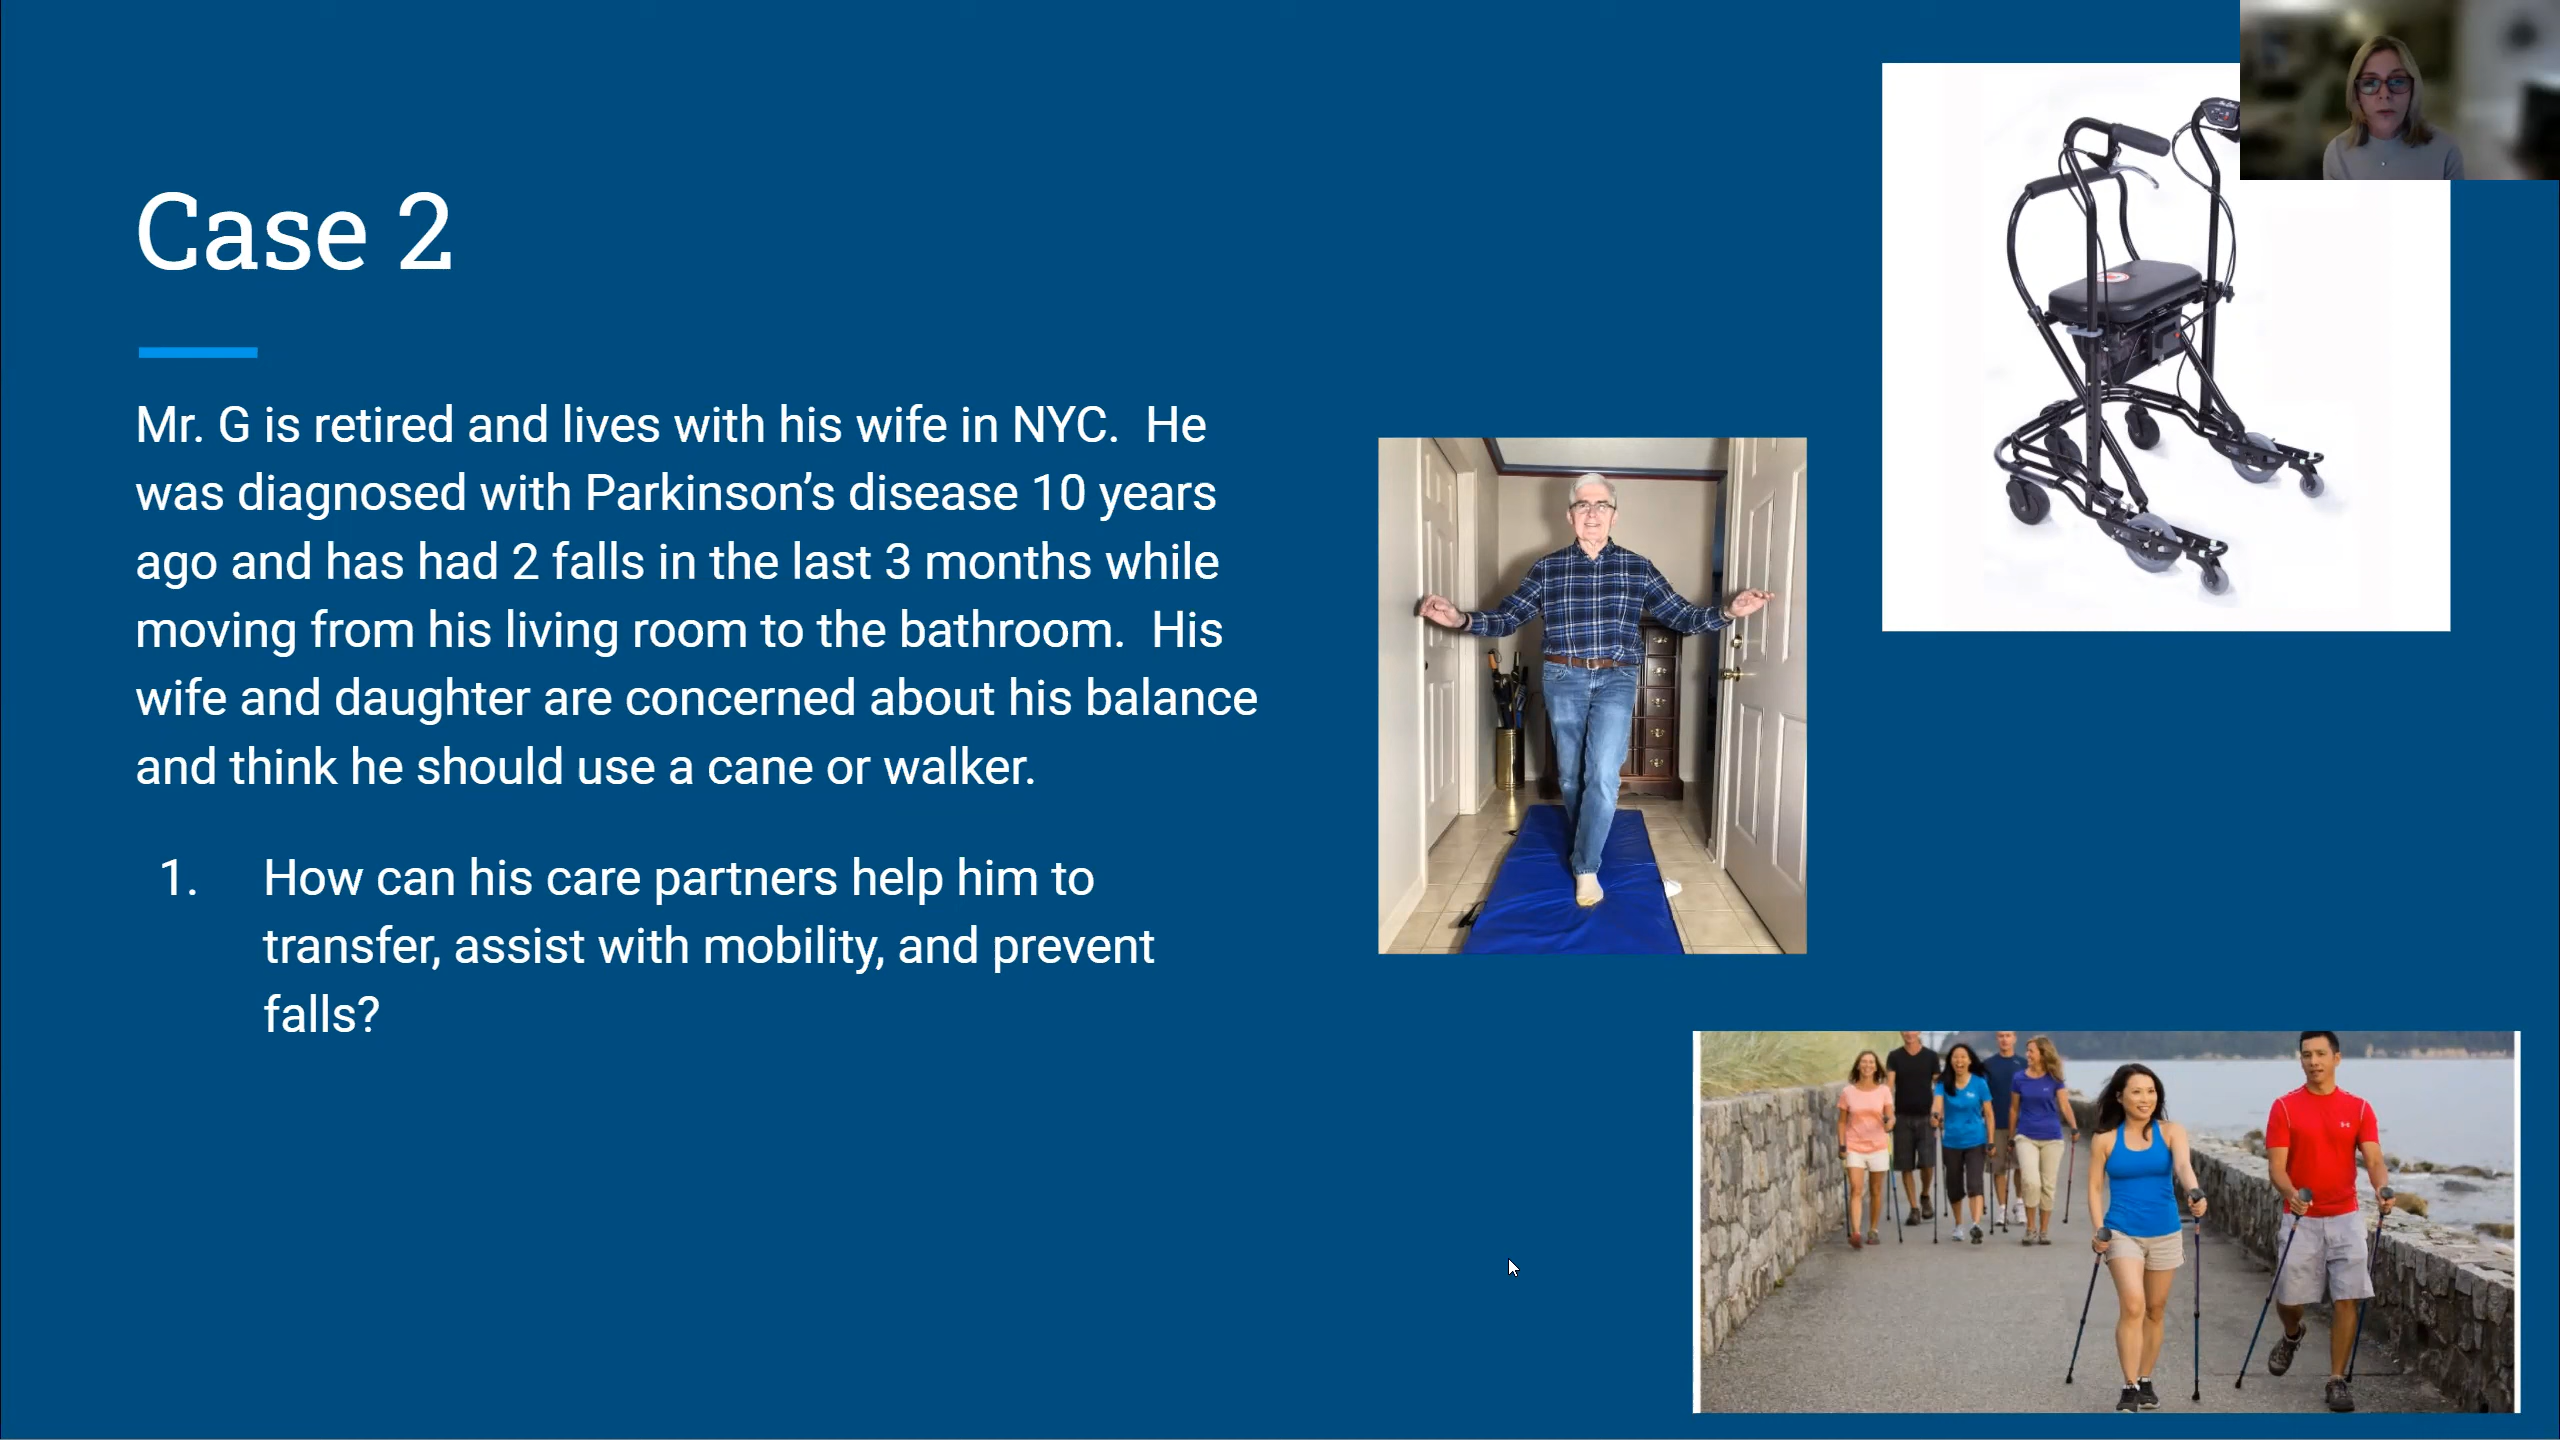 Case 2
Mr. G is retired and lives with his wife in NYC.  He
was diagnosed with Parkinson’s disease 10 years
ago and has had 2 falls in the last 3 months while
moving from his living room to the bathroom.  His
wife and daughter are concerned about his balance
and think he should use a cane or walker.
1. How can his care partners help him to
transfer, assist with mobility, and prevent
falls?